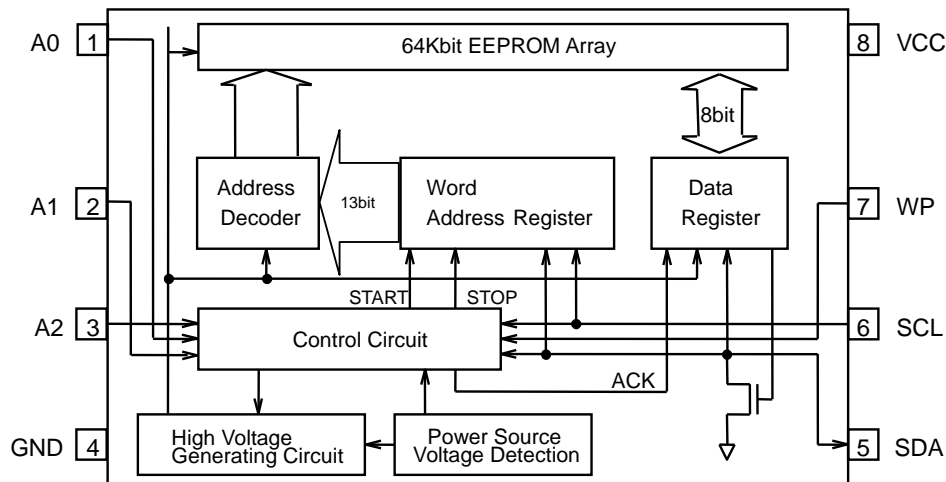 A0 1
64Kbit EEPROM Array
8 VCC
8bit
A1 2
Address
Decoder
13bit
Word
Address Register
Data
Register
7 WP
START
STOP
A2 3
Control Circuit
6 SCL
ACK
GND 4
High Voltage
Generating Circuit
Power Source
Voltage Detection
5 SDA